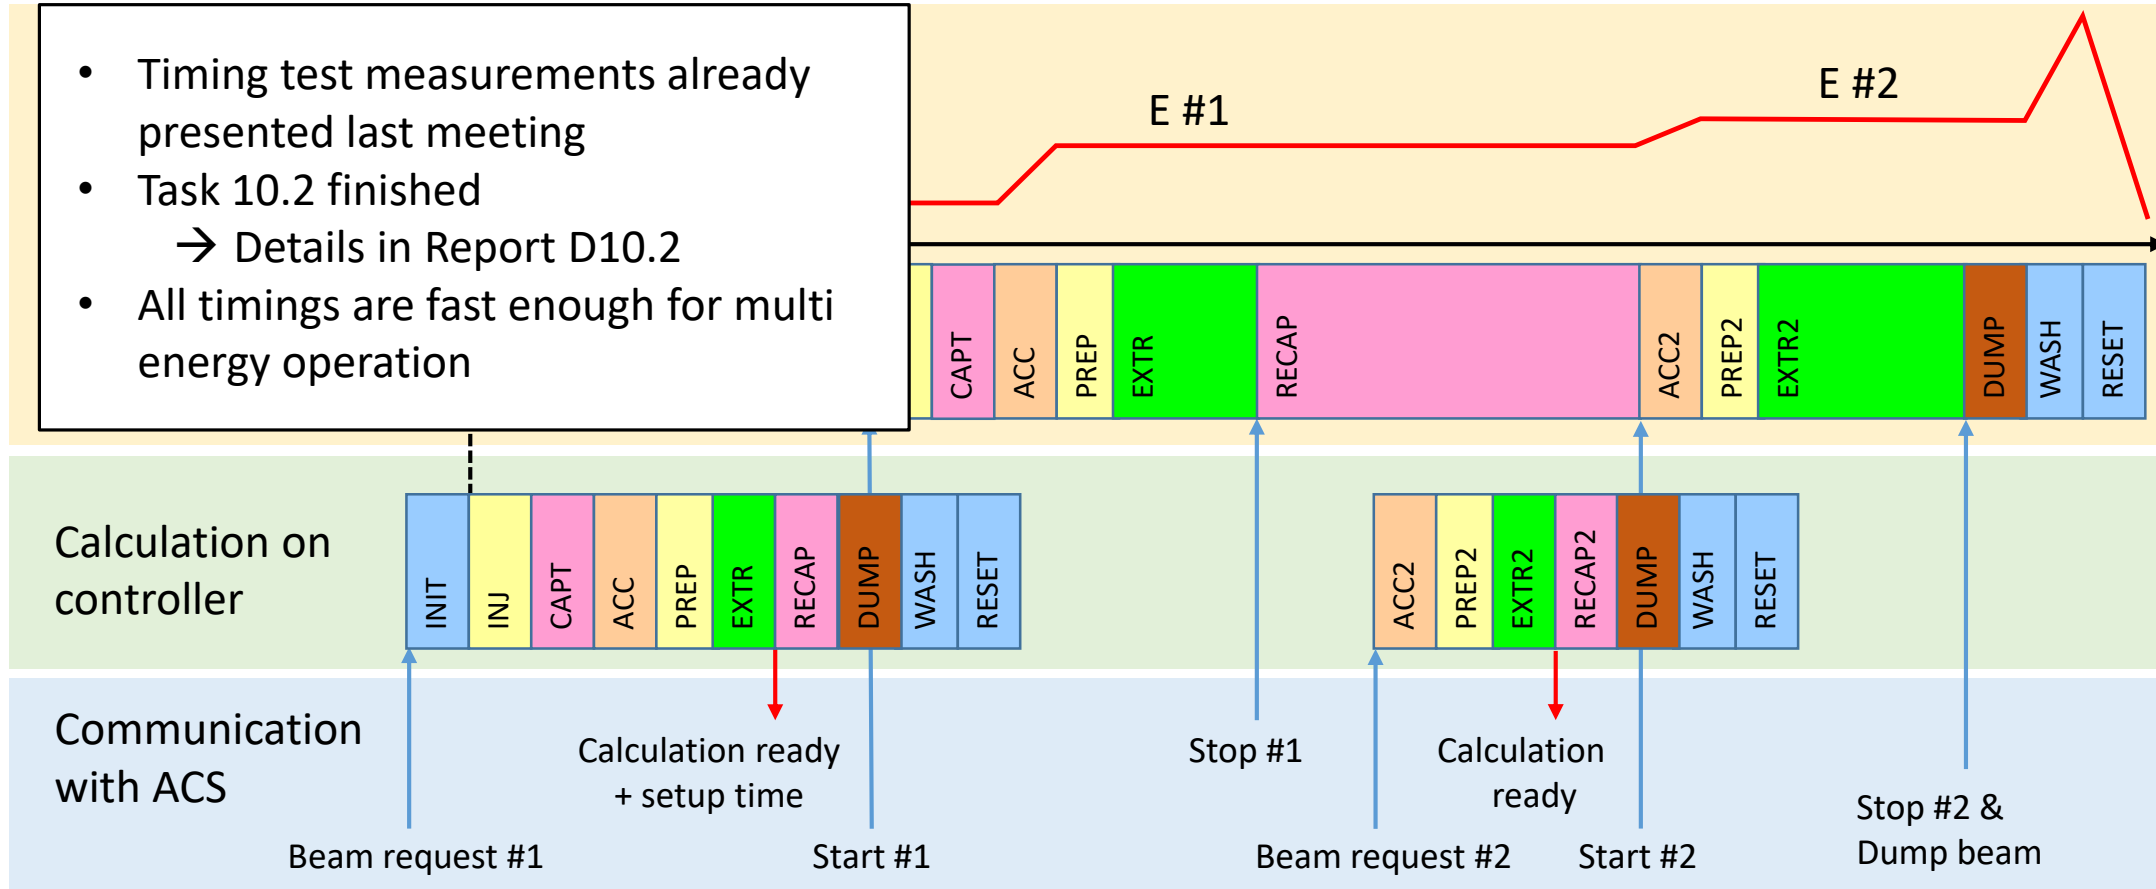 • Timing test measurements already
presented last meeting
• Task 10.2 finished
→ Details in Report D10.2
• All timings are fast enough for multi
energy operation
E #1
E #2
CAPT
ACC
PREP
EXTR
RECAP
ACC2
PREP2
EXTR2
DUMP
WASH
RESET
Calculation on
controller
INIT
INJ
CAPT
ACC
PREP
EXTR
RECAP
DUMP
WASH
RESET
ACC2
PREP2
EXTR2
RECAP2
DUMP
WASH
RESET
Communication
with ACS
Beam request #1
Calculation ready
+ setup time
Start #1
Stop #1
Beam request #2
Calculation
ready
Start #2
Stop #2 &
Dump beam